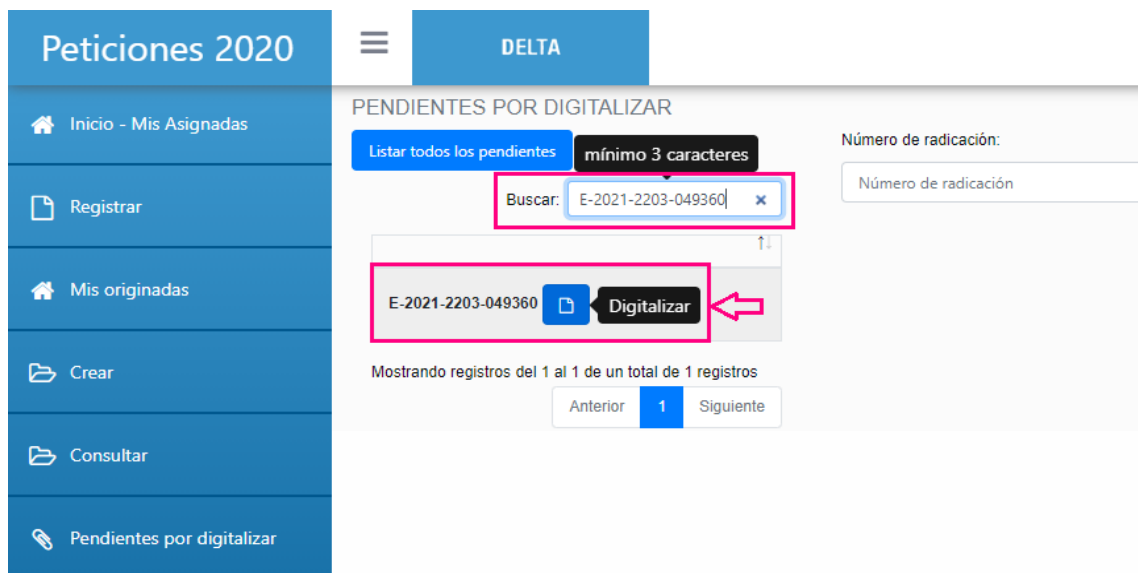 Peticiones 2020
DELTA
Inicio - Mis Asignadas
Registrar
Mis originadas
Crear
Consultar
Pendientes por digitalizar
PENDIENTES POR DIGITALIZAR
Listar todos los pendientes
mínimo 3 caracteres
Buscar: E-2021-2203-049360
E-2021-2203-049360 Digitalizar
Mostrando registros del 1 al 1 de un total de 1 registros
Anterior 1 Siguiente
Número de radicación:
Número de radicación